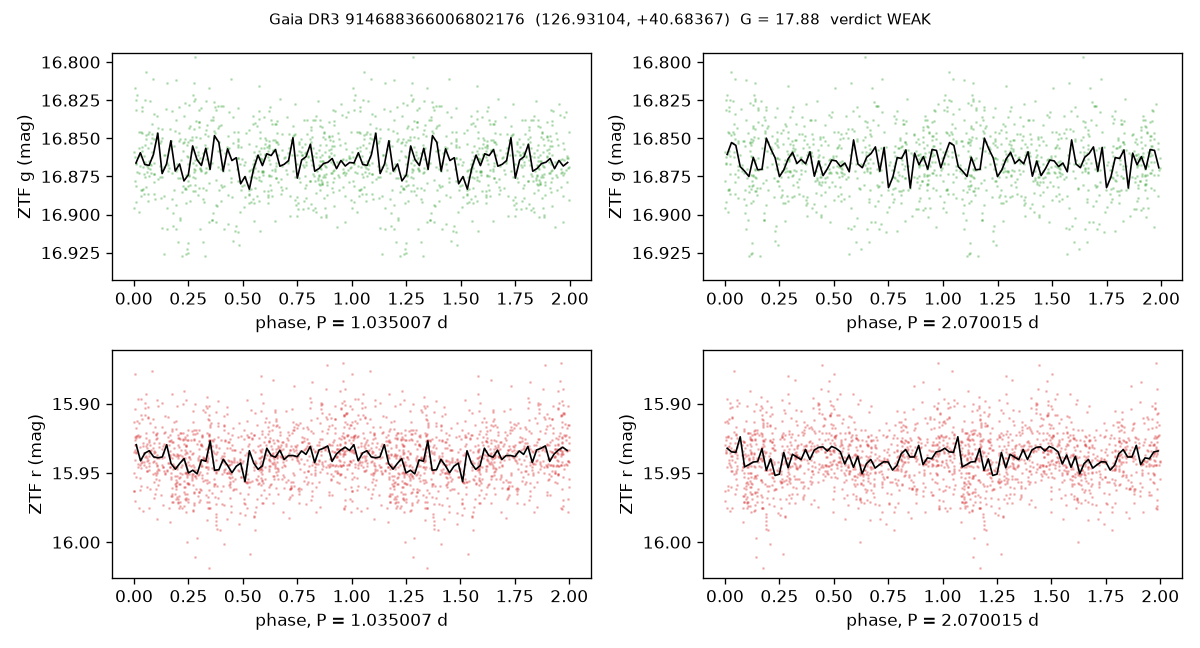 Gaia DR3 914688366006802176  (126.93104, +40.68367)  G = 17.88  verdict WEAK
ZTF g (mag)
16.800
16.825
16.850
16.875
16.900
16.925
0.00 0.25 0.50 0.75 1.00 1.25 1.50 1.75 2.00
phase, P = 1.035007 d
ZTF g (mag)
16.800
16.825
16.850
16.875
16.900
16.925
0.00 0.25 0.50 0.75 1.00 1.25 1.50 1.75 2.00
phase, P = 2.070015 d
ZTF r (mag)
15.90
15.95
16.00
0.00 0.25 0.50 0.75 1.00 1.25 1.50 1.75 2.00
phase, P = 1.035007 d
ZTF r (mag)
15.90
15.95
16.00
0.00 0.25 0.50 0.75 1.00 1.25 1.50 1.75 2.00
phase, P = 2.070015 d